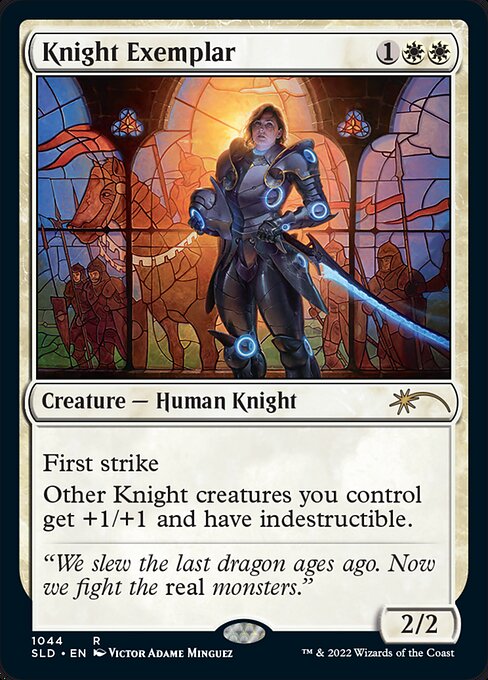 Knight Exemplar 1
Creature — Human Knight
First strike
Other Knight creatures you control
get +1/+1 and have indestructible.
“We slew the last dragon ages ago. Now
we fight the real monsters.”
2/2
1044 R
SLD • EN Victor Adame Minguez
™ & © 2022 Wizards of the Coast